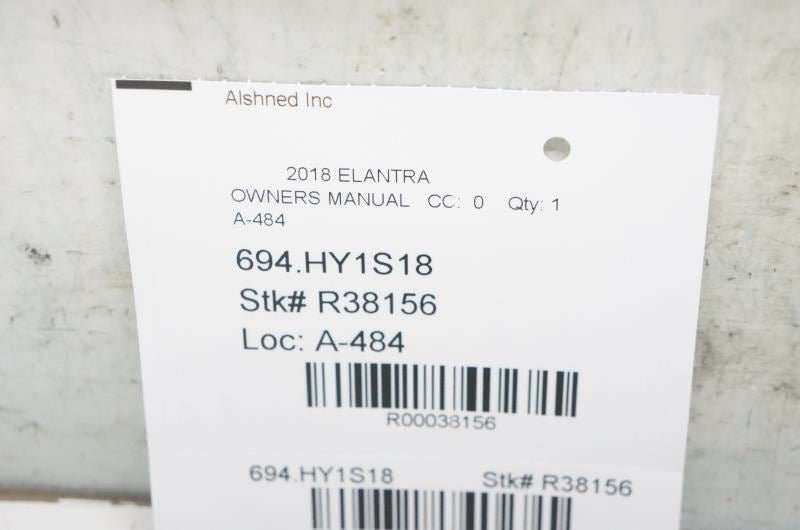 Alshned Inc
2018 ELANTRA
OWNERS MANUAL CC: 0 Qty: 1
A-484
694.HY1S18
Stk# R38156
Loc: A-484
R00038156
694.HY1S18 Stk# R38156